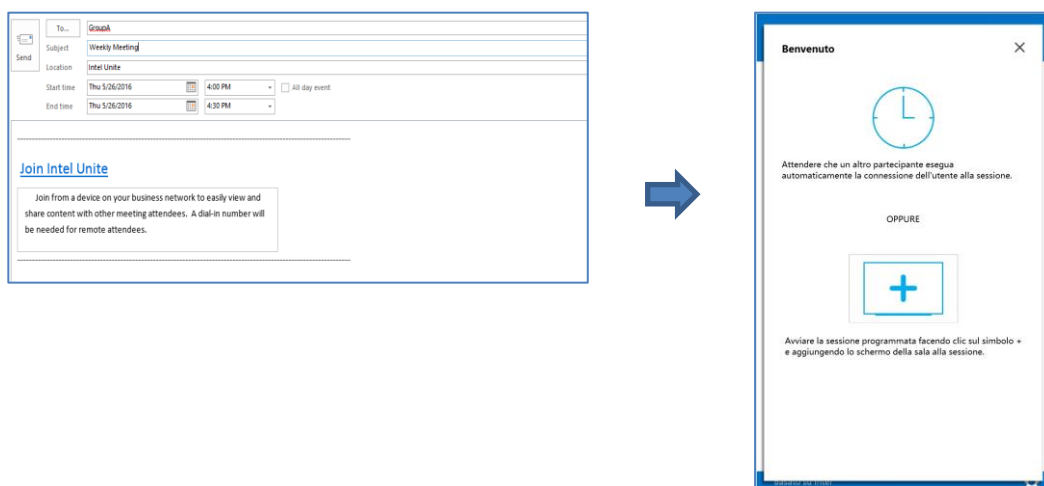 To...
GroupA
Send
Subject
Weekly Meeting
Location
Intel Unite
Start time
Thu 5/26/2016
4:00 PM
All day event
End time
Thu 5/26/2016
4:30 PM
Join Intel Unite
Join from a device on your business network to easily view and
share content with other meeting attendees. A dial-in number will
be needed for remote attendees.
Benvenuto
Attendere che un altro partecipante esegua
automaticamente la connessione dell'utente alla sessione.
OPPURE
Avviare la sessione programmata facendo clic sul simbolo +
e aggiungendo lo schermo della sala alla sessione.
Basato su Intel